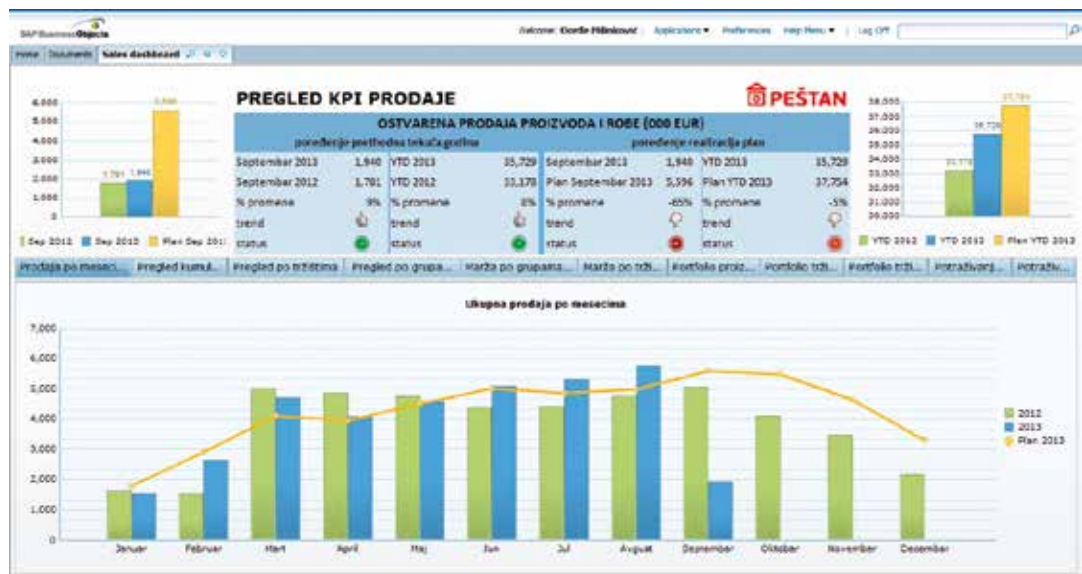 SAP BusinessObjects
Welcome: Đorđe Milinković | Applications Preferences Help Menu | Log Off
Home Documents Sales dashboard
PREGLED KPI PRODAJE PEŠTAN
OSTVARENA PRODAJA PROIZVODA I ROBE (000 EUR)
poređenje prethodna tekuća godina poređenje realizacija plan
Septembar 2013 1,940 YTD 2013 35,729 Septembar 2013 1,940 YTD 2013 35,729
Septembar 2012 1,781 YTD 2012 33,178 Plan Septembar 2013 5,596 Plan YTD 2013 37,754
% promene 9% % promene 8% % promene -65% % promene -5%
trend trend trend trend
status status status status
6.000
5.000
4.000
3.000
2.000
1.000
0
1,781 1,940
Sep 2012 Sep 2013 Plan Sep 201
38.000
37.000
36.000
35.000
34.000
33.000
32.000
31.000
30.000
33,178 35,729 37,754
YTD 2012 YTD 2013 Plan YTD 2013
Prodaja po meseci... Pregled kumul... Pregled po tržištima Pregled po grupa... Marža po grupama... Marža po trži... Portfolio proiz... Portfolio trži... Portfolio trži... Potraživanj... Potraživ...
Ukupna prodaja po mesecima
7,000
6,000
5,000
4,000
3,000
2,000
1,000
0
Januar Februar Mart April Maj Jun Jul Avgust Septembar Oktobar Novembar Decembar
2012
2013
Plan 2013